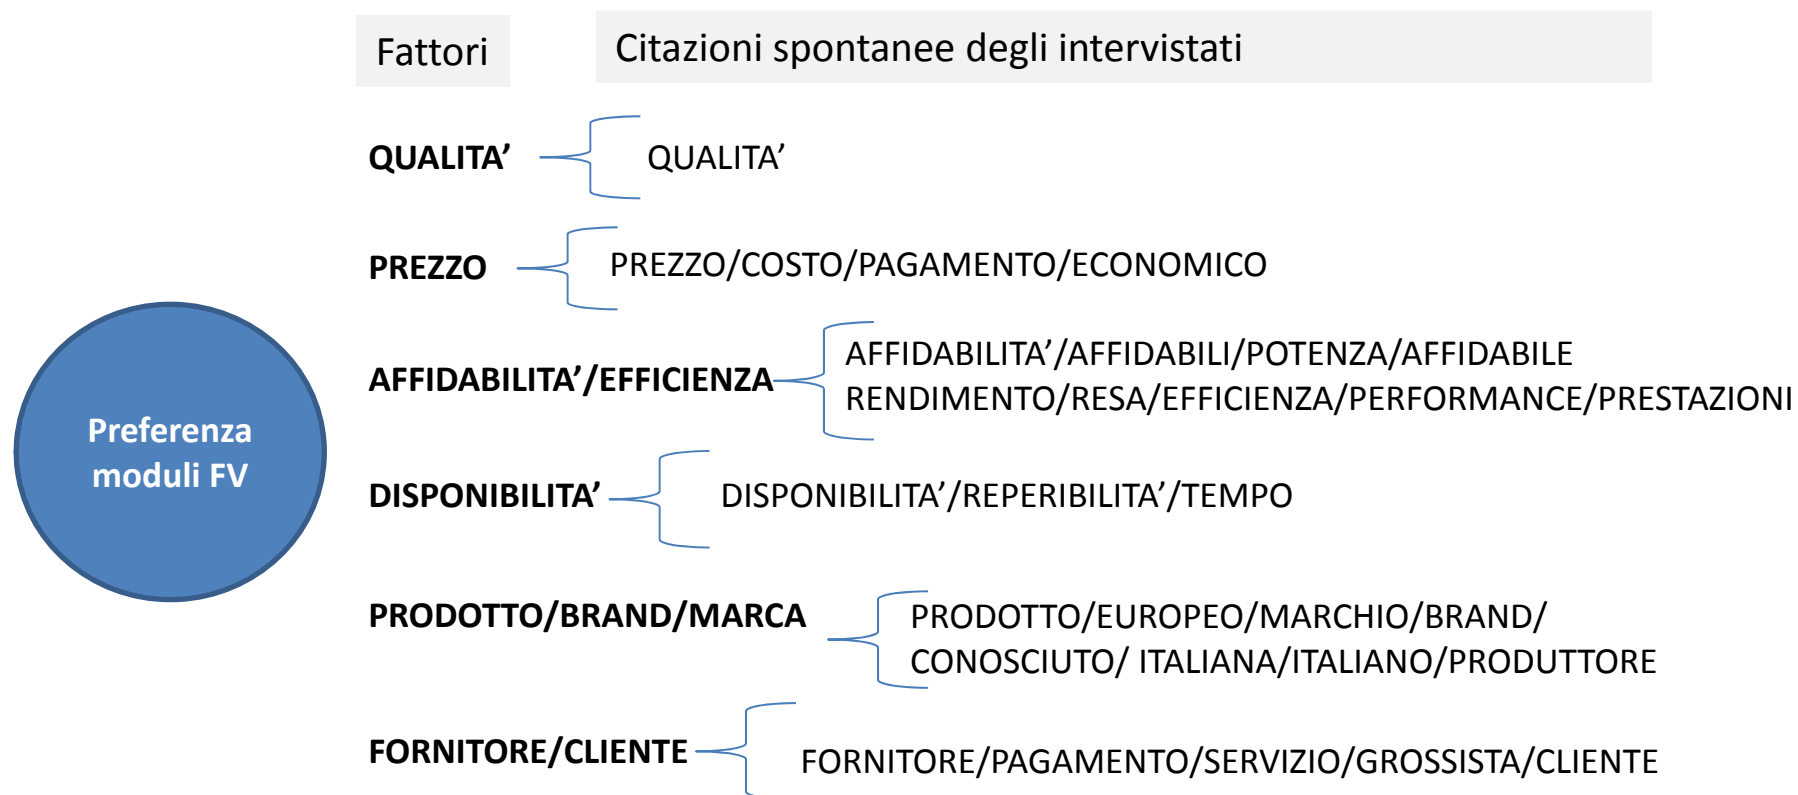 Fattori
Citazioni spontanee degli intervistati
QUALITA’
QUALITA’
PREZZO
PREZZO/COSTO/PAGAMENTO/ECONOMICO
AFFIDABILITA’/EFFICIENZA
AFFIDABILITA’/AFFIDABILI/POTENZA/AFFIDABILE
RENDIMENTO/RESA/EFFICIENZA/PERFORMANCE/PRESTAZIONI
Preferenza
moduli FV
DISPONIBILITA’
DISPONIBILITA’/REPERIBILITA’/TEMPO
PRODOTTO/BRAND/MARCA
PRODOTTO/EUROPEO/MARCHIO/BRAND/
CONOSCIUTO/ ITALIANA/ITALIANO/PRODUTTORE
FORNITORE/CLIENTE
FORNITORE/PAGAMENTO/SERVIZIO/GROSSISTA/CLIENTE